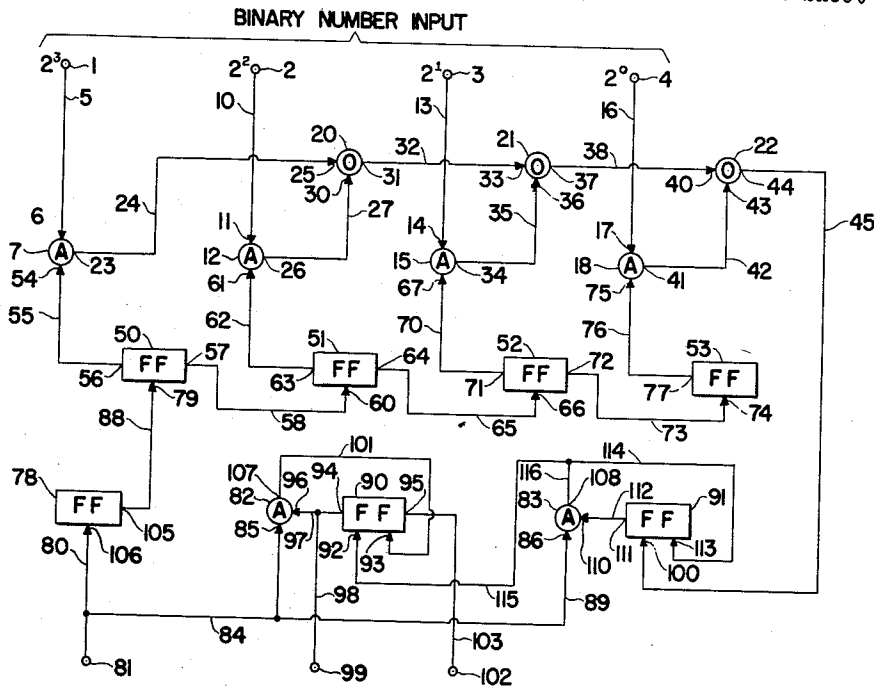 BINARY NUMBER INPUT
2³ 1 2² 2 2¹ 3 2⁰ 4
5 10 13 16
20 21 22
24 25 O 31 32 33 O 37 38 40 O 44
30 36 43
6 11 27 14 35 17 45
7 A 23 12 A 26 15 A 34 18 A 41 42
54 61 67 75
55 62 70 76
50 57 51 64 52 72 53
56 FF 63 FF 71 FF 77 FF
79 60 66 74
88 58 65 73
101 114
78 107 94 90 95 116 108 91
82 96 83 112
FF 105 A FF A FF
85 97 86 113
80 106 92 93 110 111 100
98 115 89
84 103
81 99 102